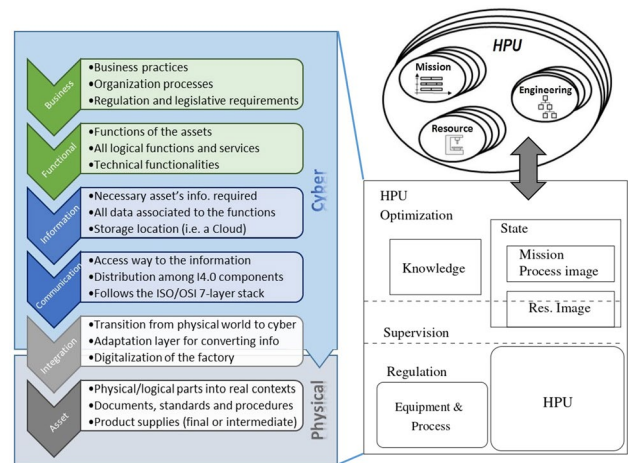 Business
•Business practices
•Organization processes
•Regulation and legislative requirements
Functional
•Functions of the assets
•All logical functions and services
•Technical functionalities
Information
•Necessary asset's info. required
•All data associated to the functions
•Storage location (i.e. a Cloud)
Communication
•Access way to the information
•Distribution among I4.0 components
•Follows the ISO/OSI 7-layer stack
Integration
•Transition from physical world to cyber
•Adaptation layer for converting info
•Digitalization of the factory
Asset
•Physical/logical parts into real contexts
•Documents, standards and procedures
•Product supplies (final or intermediate)
Cyber
Physical
HPU
Mission
Engineering
Resource
HPU
Optimization
State
Knowledge
Mission
Process image
Res. Image
Supervision
Regulation
Equipment &
Process
HPU